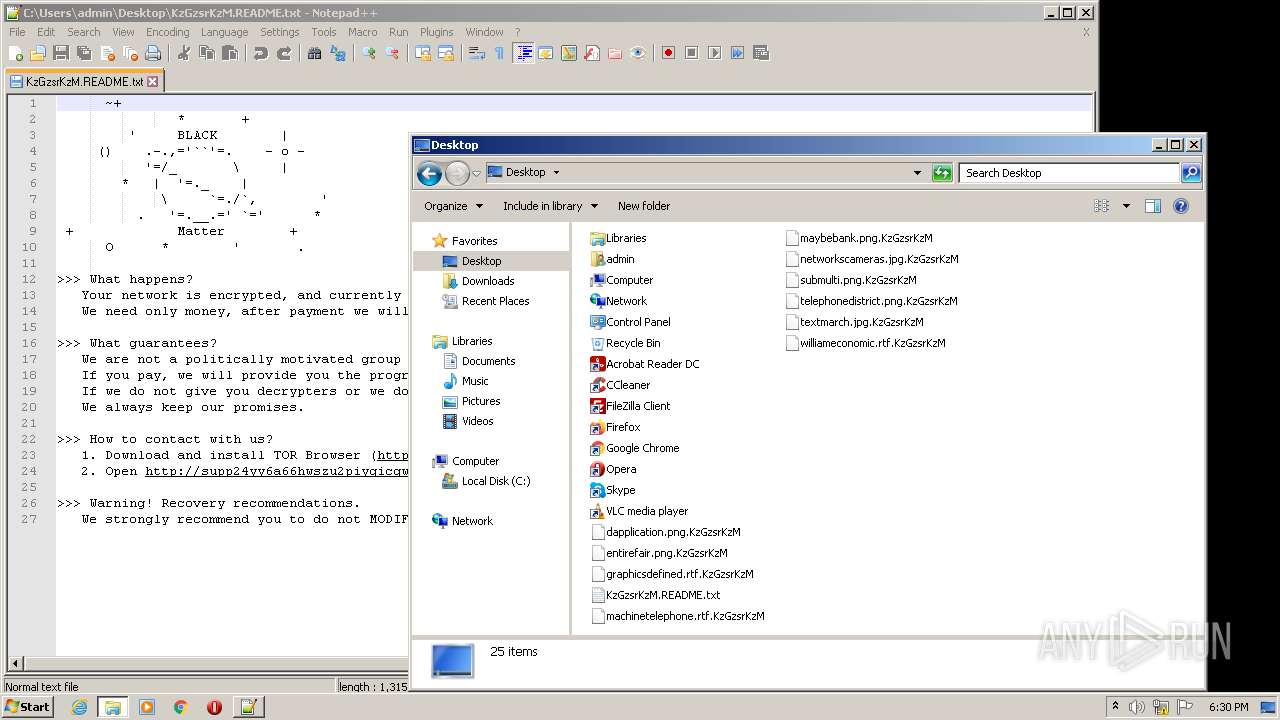 C:\Users\admin\Desktop\KzGzsrKzM.README.txt - Notepad++
File Edit Search View Encoding Language Settings Tools Macro Run Plugins Window ? X
KzGzsrKzM.README.txt
1 ~+
2 * +
3 ' BLACK |
4 () .-.,='``'=. - o -
5 '=/_ \ |
6 * | '=._ |
7 \ `=./`, '
8 . '=.__.=' `=' *
9 + Matter +
10 O * ' .
11
12 >>> What happens?
13 Your network is encrypted, and currently
14 We need only money, after payment we will
15
16 >>> What guarantees?
17 We are not a politically motivated group
18 If you pay, we will provide you the progr
19 If we do not give you decrypters or we do
20 We always keep our promises.
21
22 >>> How to contact with us?
23 1. Download and install TOR Browser (http
24 2. Open http://supp24yy6a66hwszu2piygicgw
25
26 >>> Warning! Recovery recommendations.
27 We strongly recommend you to do not MODIF
Normal text file
length : 1,315
Desktop
Desktop
Search Desktop
Organize
Include in library
New folder
Favorites
Desktop
Downloads
Recent Places
Libraries
Documents
Music
Pictures
Videos
Computer
Local Disk (C:)
Network
Libraries
admin
Computer
Network
Control Panel
Recycle Bin
Acrobat Reader DC
CCleaner
FileZilla Client
Firefox
Google Chrome
Opera
Skype
VLC media player
dapplication.png.KzGzsrKzM
entirefair.png.KzGzsrKzM
graphicsdefined.rtf.KzGzsrKzM
KzGzsrKzM.README.txt
machinetelephone.rtf.KzGzsrKzM
maybebank.png.KzGzsrKzM
networkscameras.jpg.KzGzsrKzM
submulti.png.KzGzsrKzM
telephonedistrict.png.KzGzsrKzM
textmarch.jpg.KzGzsrKzM
williameconomic.rtf.KzGzsrKzM
25 items
ANY RUN
Start
6:30 PM